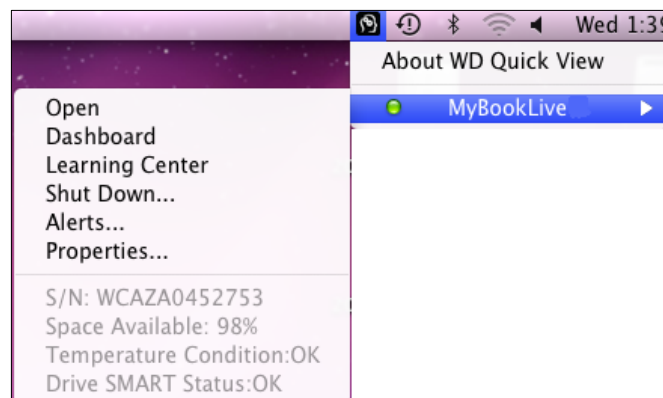 Wed 1:39
About WD Quick View
MyBookLive
Open
Dashboard
Learning Center
Shut Down...
Alerts...
Properties...
S/N: WCAZA0452753
Space Available: 98%
Temperature Condition:OK
Drive SMART Status:OK